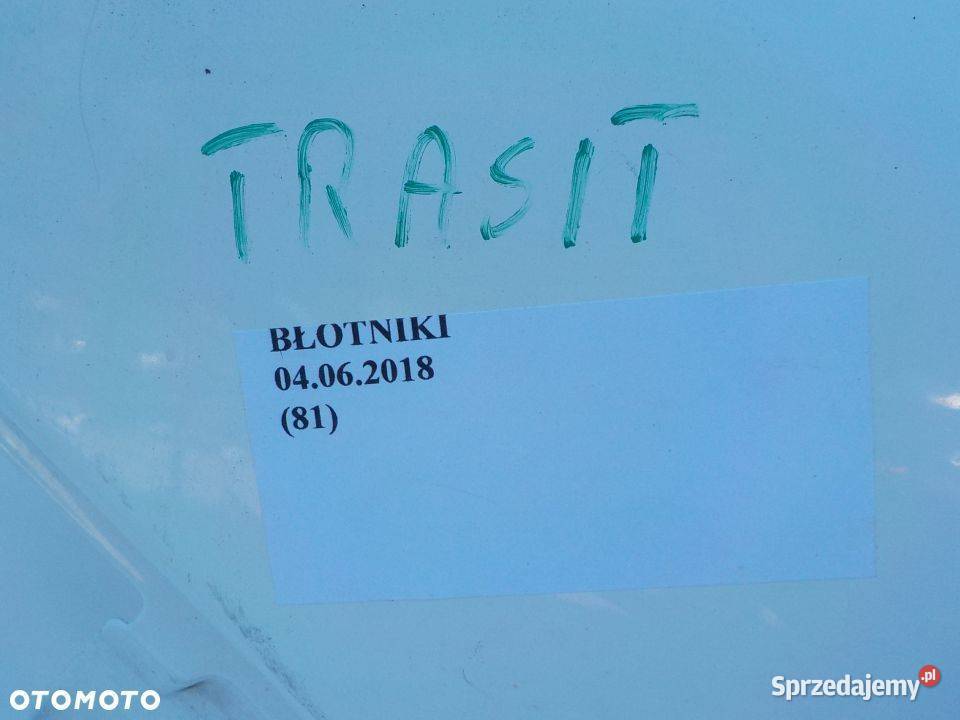 TRASIT
BŁOTNIKI
04.06.2018
(81)
OTOMOTO
Sprzedajemy.pl